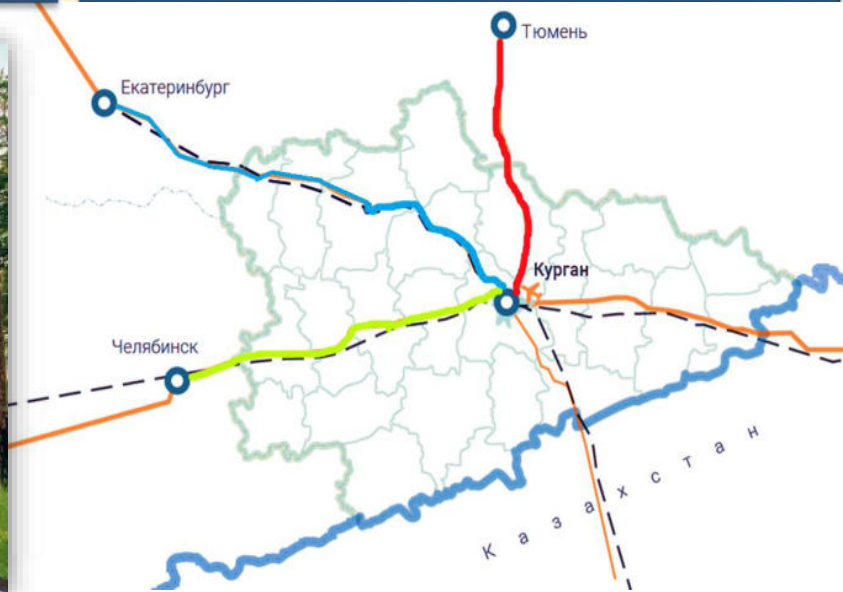 Тюмень
Екатеринбург
Курган
Челябинск
Казахстан